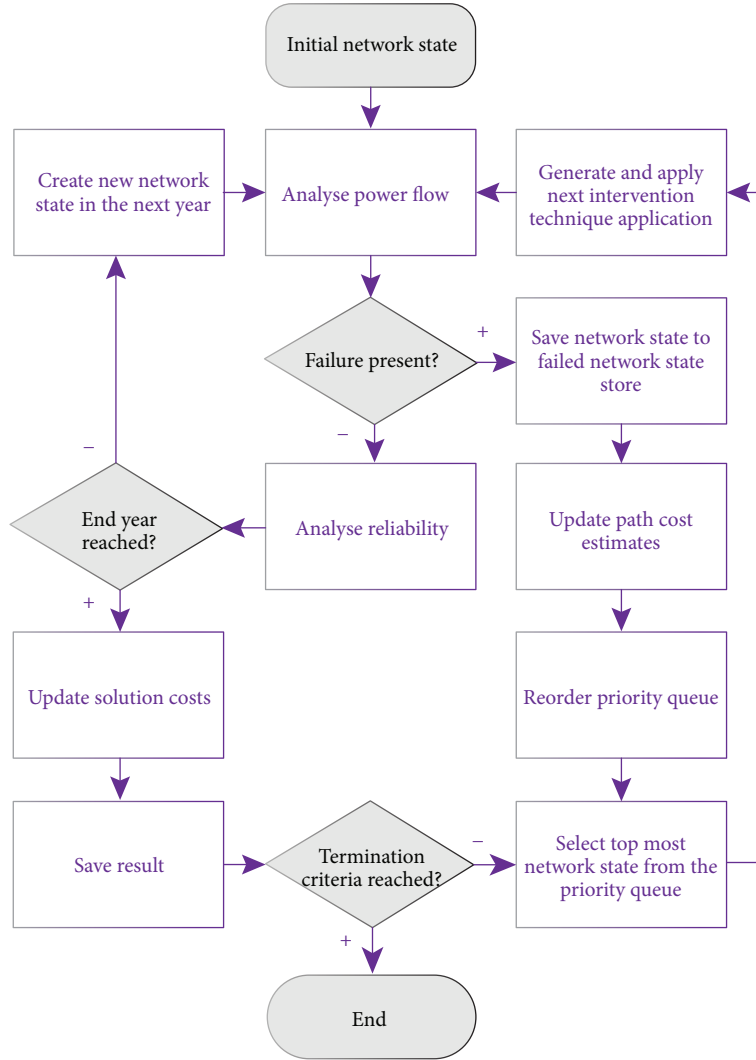 Initial network state
Create new network
state in the next year
Analyse power flow
Generate and apply
next intervention
technique application
Failure present?
+
−
Save network state to
failed network state
store
−
End year
reached?
+
Analyse reliability
Update path cost
estimates
Update solution costs
Reorder priority queue
Save result
Termination
criteria reached?
−
+
Select top most
network state from the
priority queue
End